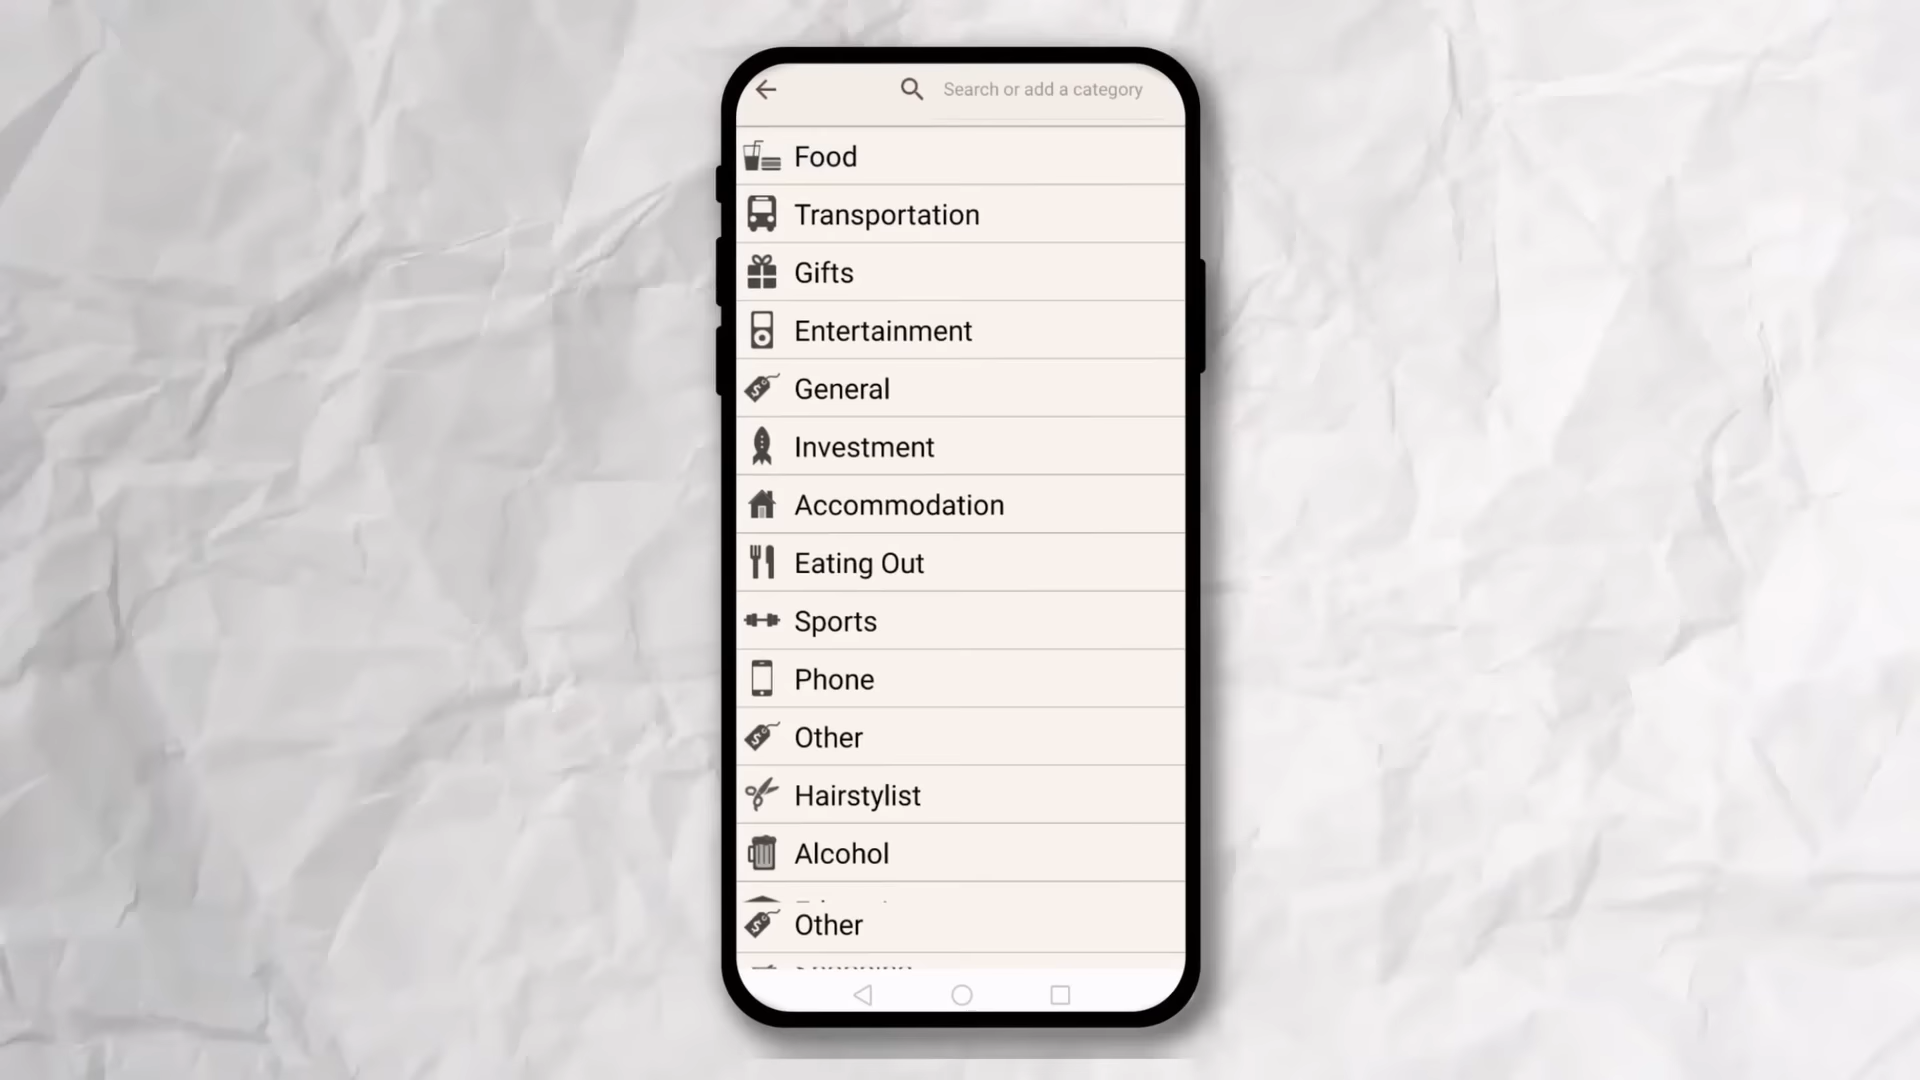 Search or add a category
Food
Transportation
Gifts
Entertainment
General
Investment
Accommodation
Eating Out
Sports
Phone
Other
Hairstylist
Alcohol
Other